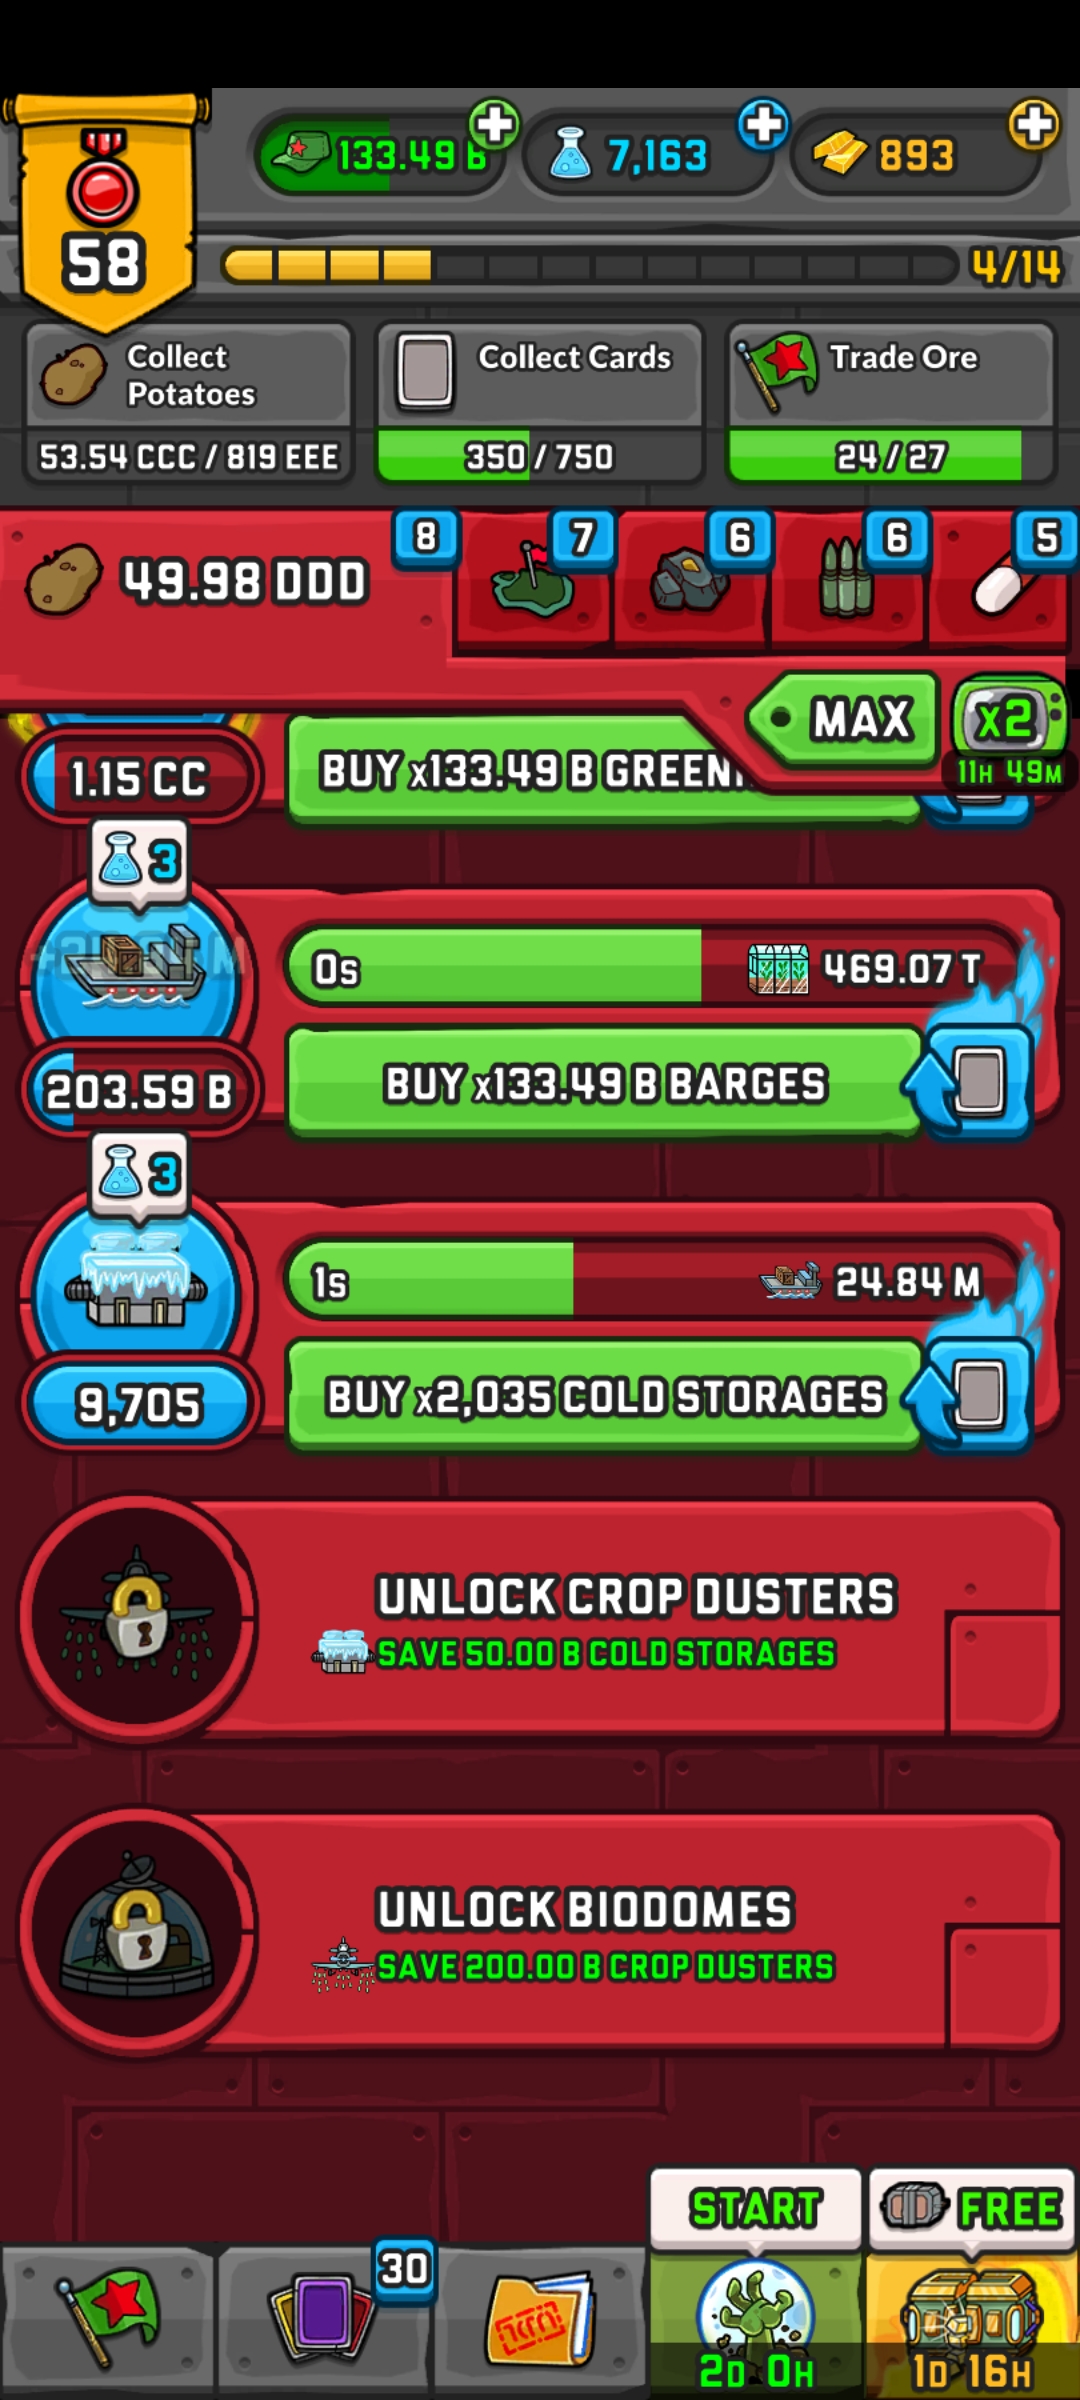 133.49 B
7,163
893
58
4/14
Collect Potatoes
53.54 CCC / 819 EEE
Collect Cards
350 / 750
Trade Ore
24 / 27
49.98 DDD
8
7
6
6
5
MAX
x2
11H 49M
1.15 CC
BUY x133.49 B GREEN
3
0s
469.07 T
203.59 B
BUY x133.49 B BARGES
3
1s
24.84 M
9,705
BUY x2,035 COLD STORAGES
UNLOCK CROP DUSTERS
SAVE 50.00 B COLD STORAGES
UNLOCK BIODOMES
SAVE 200.00 B CROP DUSTERS
START
FREE
30
2D 0H
1D 16H